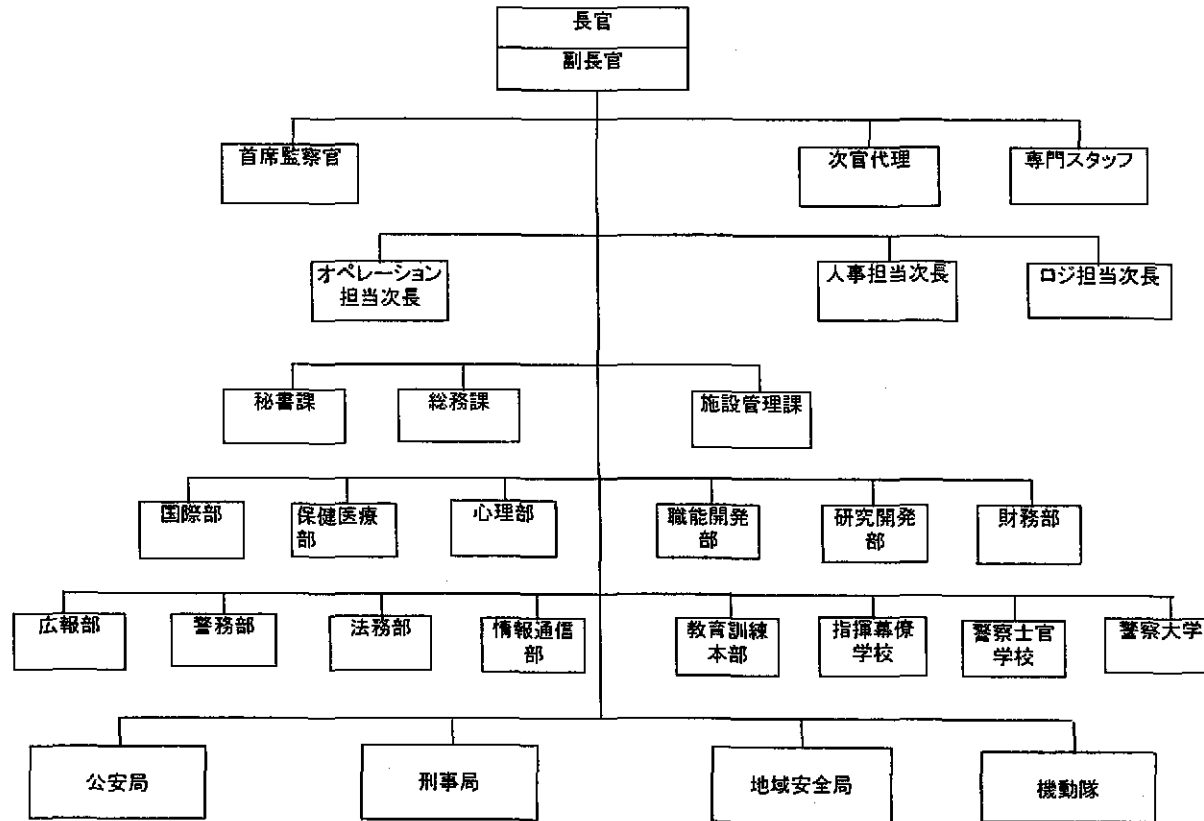 長官
副長官
首席監察官
次官代理
専門スタッフ
オペレーション
担当次長
人事担当次長
ロジ担当次長
秘書課
総務課
施設管理課
国際部
保健医療
部
心理部
職能開発
部
研究開発
部
財務部
広報部
警務部
法務部
情報通信
部
教育訓練
本部
指揮幕僚
学校
警察士官
学校
警察大学
公安局
刑事局
地域安全局
機動隊